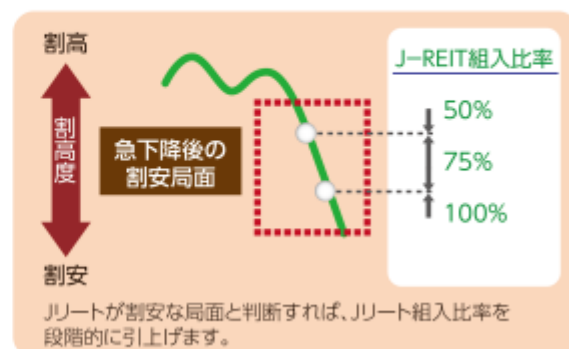 割高
J-REIT組入比率
50%
割高度
急下降後の
割安局面
75%
100%
割安
Jリートが割安な局面と判断すれば、Jリート組入比率を
段階的に引上げます。